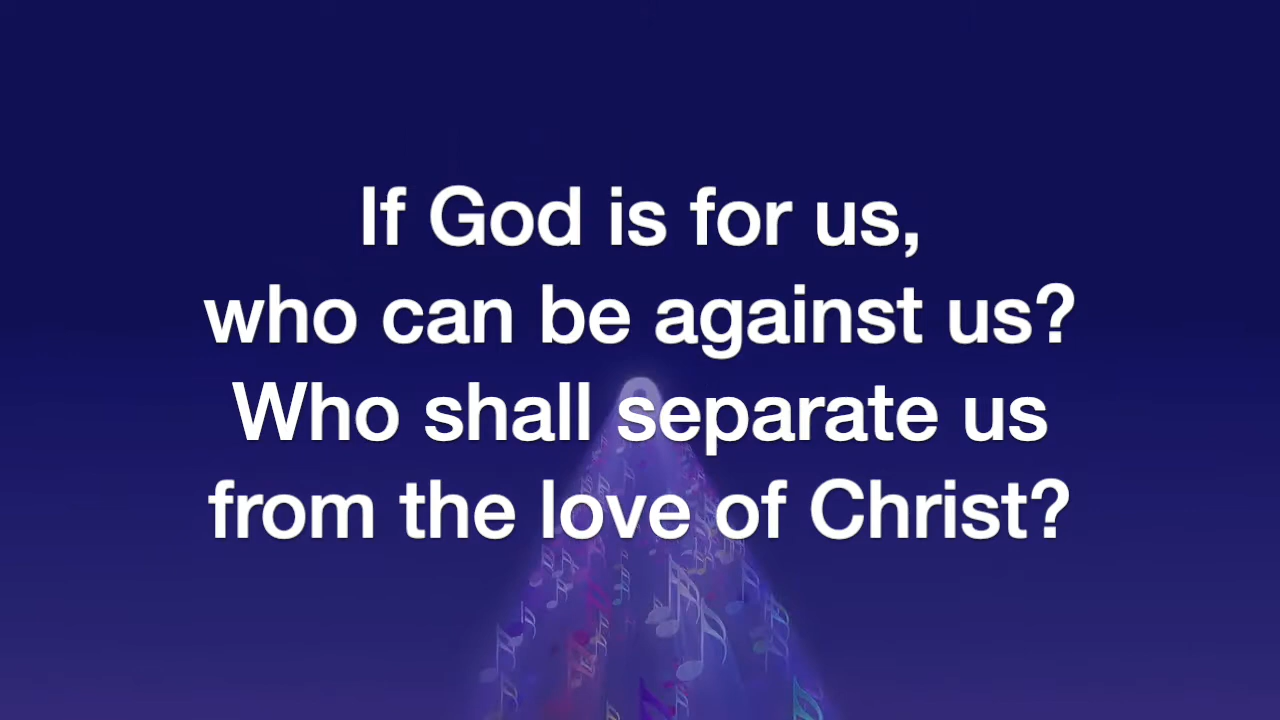 If God is for us,
who can be against us?
Who shall separate us
from the love of Christ?